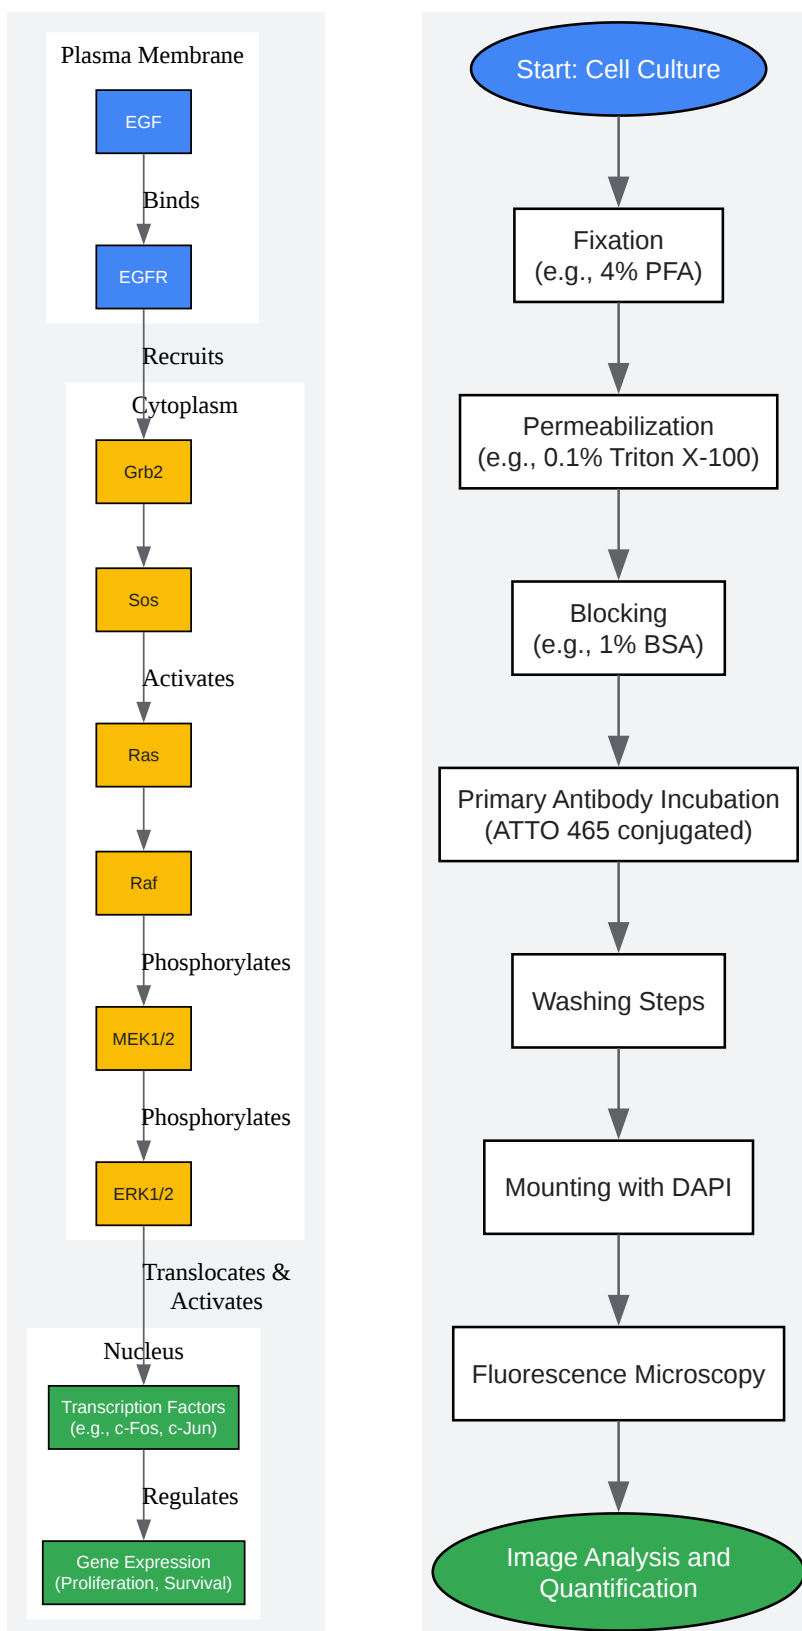 Plasma Membrane
EGF
Binds
EGFR
Recruits
Cytoplasm
Grb2
Sos
Activates
Ras
Raf
Phosphorylates
MEK1/2
Phosphorylates
ERK1/2
Translocates &
Activates
Nucleus
Transcription Factors
(e.g., c-Fos, c-Jun)
Regulates
Gene Expression
(Proliferation, Survival)
Start: Cell Culture
Fixation
(e.g., 4% PFA)
Permeabilization
(e.g., 0.1% Triton X-100)
Blocking
(e.g., 1% BSA)
Primary Antibody Incubation
(ATTO 465 conjugated)
Washing Steps
Mounting with DAPI
Fluorescence Microscopy
Image Analysis and
Quantification